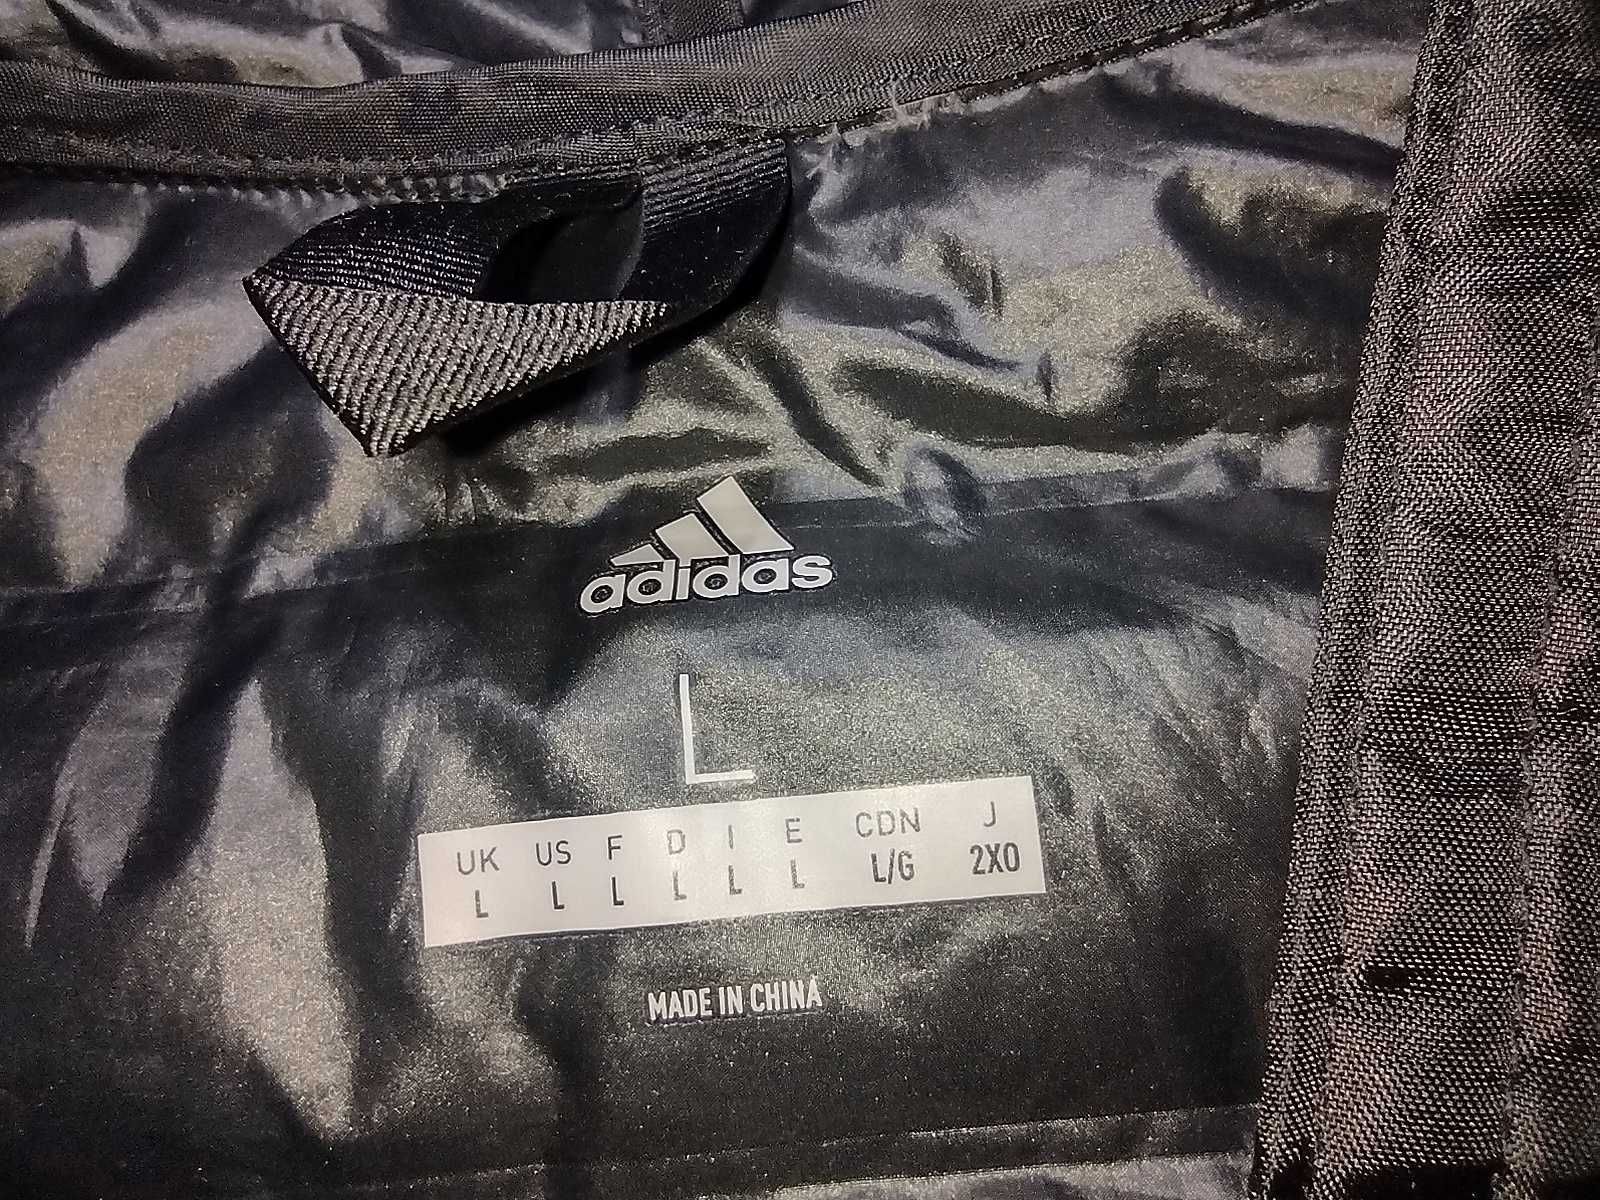 adidas
L
UK US F D I E CDN J
L L L L L L L/G 2XO
MADE IN CHINA